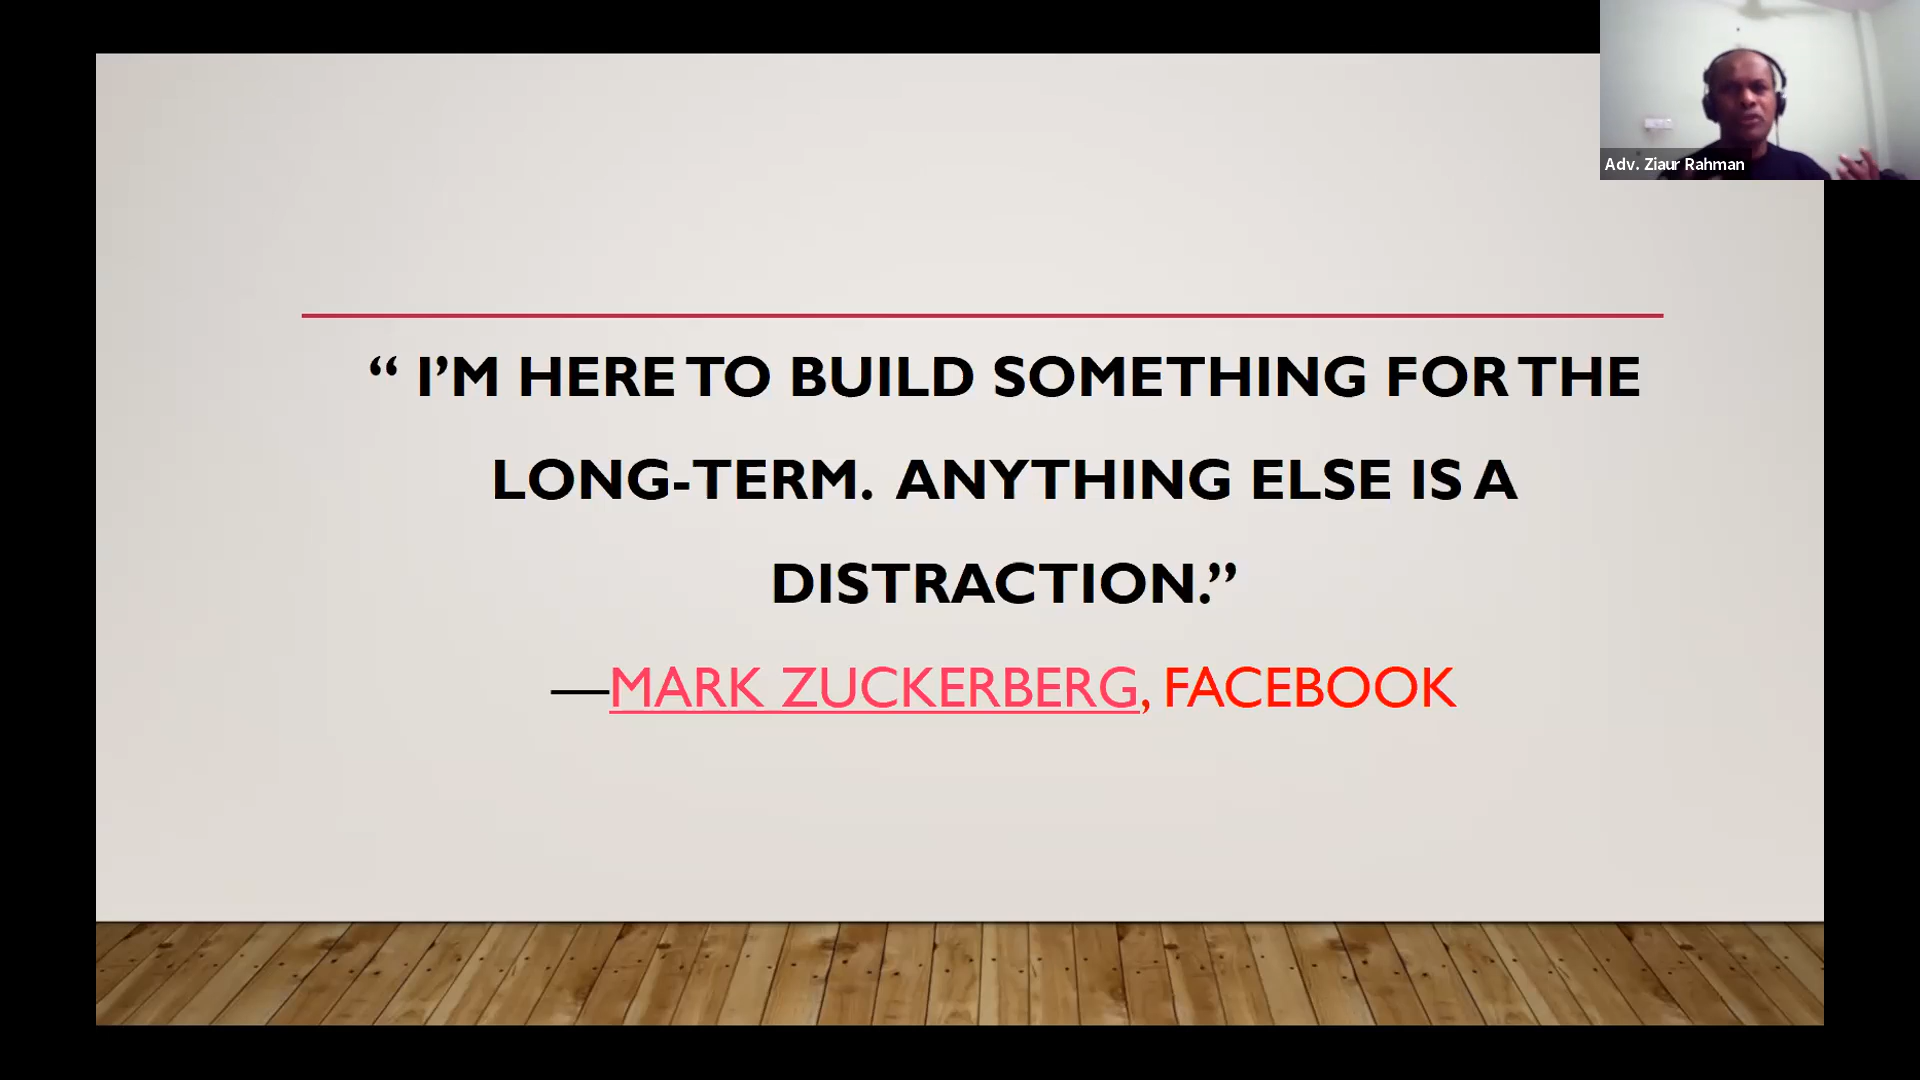 Adv. Ziaur Rahman
“ I’M HERE TO BUILD SOMETHING FOR THE
LONG-TERM. ANYTHING ELSE IS A
DISTRACTION.”
—MARK ZUCKERBERG, FACEBOOK